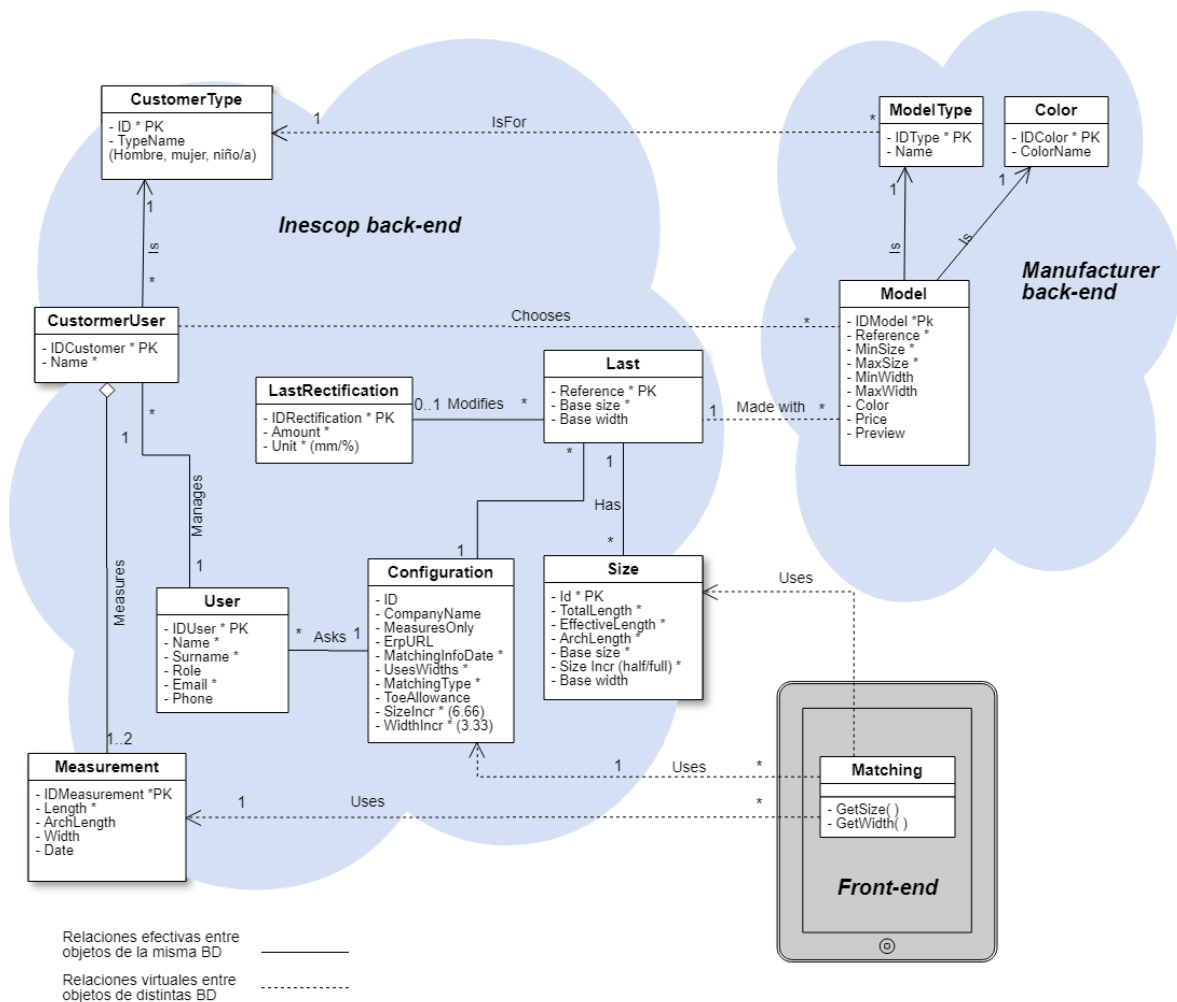 CustomerType
- ID * PK
- TypeName
(Hombre, mujer, niño/a)
1
IsFor
*
ModelType
- IDType * PK
- Name
Color
- IDColor * PK
- ColorName
1
Is
*
Inescop back-end
1
Is
1
Is
Manufacturer
back-end
CustormerUser
- IDCustomer * PK
- Name *
Chooses
*
Model
- IDModel *Pk
- Reference *
- MinSize *
- MaxSize *
- MinWidth
- MaxWidth
- Color
- Price
- Preview
LastRectification
- IDRectification * PK
- Amount *
- Unit * (mm/%)
0..1
Modifies
*
Last
- Reference * PK
- Base size *
- Base width
1
Made with
*
1
*
Manages
1
Measures
1..2
*
1
1
Has
*
User
- IDUser * PK
- Name *
- Surname *
- Role
- Email *
- Phone
*
Asks
1
Configuration
- ID
- CompanyName
- MeasuresOnly
- ErpURL
- MatchingInfoDate *
- UsesWidths *
- MatchingType *
- ToeAllowance
- SizeIncr * (6.66)
- WidthIncr * (3.33)
Size
- Id * PK
- TotalLength *
- EffectiveLength *
- ArchLength *
- Base size *
- Size Incr (half/full) *
- Base width
Uses
Measurement
- IDMeasurement *PK
- Length *
- ArchLength
- Width
- Date
1
Uses
*
1
Uses
*
Matching
- GetSize( )
- GetWidth( )
Front-end
Relaciones efectivas entre
objetos de la misma BD
Relaciones virtuales entre
objetos de distintas BD